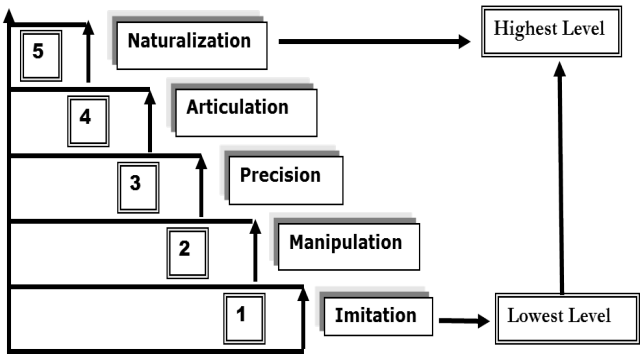 5
Naturalization
Highest Level
4
Articulation
3
Precision
2
Manipulation
1
Imitation
Lowest Level